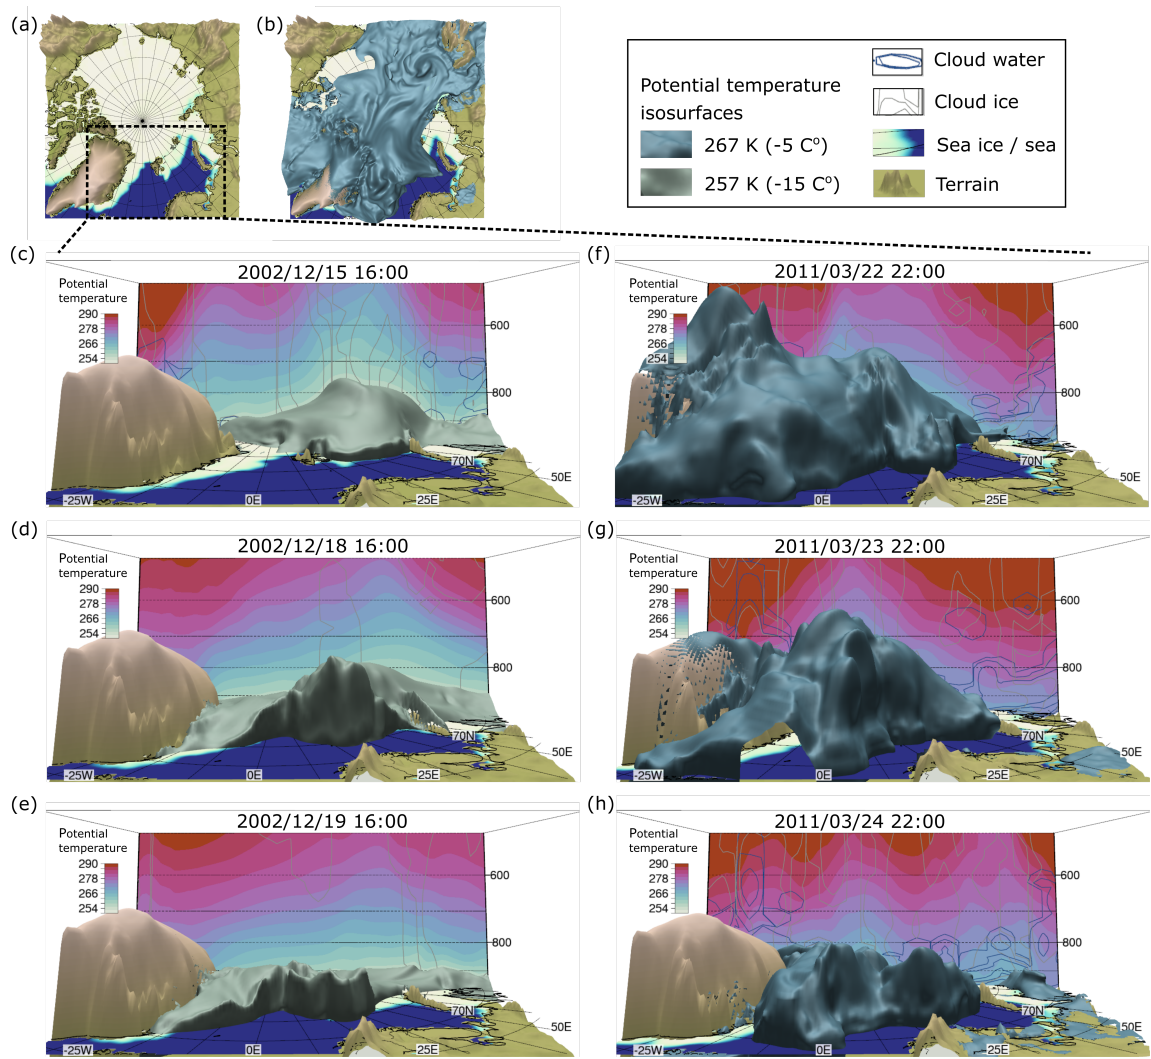 (a)
(b)
Potential temperature
isosurfaces
267 K (-5 Cº)
257 K (-15 Cº)
Cloud water
Cloud ice
Sea ice / sea
Terrain
(c)
2002/12/15 16:00
Potential
temperature
290
278
266
254
600
800
70N
50E
-25W
0E
25E
(f)
2011/03/22 22:00
Potential
temperature
290
278
266
254
600
800
70N
50E
-25W
0E
25E
(d)
2002/12/18 16:00
Potential
temperature
290
278
266
254
600
800
70N
50E
-25W
0E
25E
(g)
2011/03/23 22:00
Potential
temperature
290
278
266
254
600
800
70N
50E
-25W
0E
25E
(e)
2002/12/19 16:00
Potential
temperature
290
278
266
254
600
800
70N
50E
-25W
0E
25E
(h)
2011/03/24 22:00
Potential
temperature
290
278
266
254
600
800
70N
50E
-25W
0E
25E